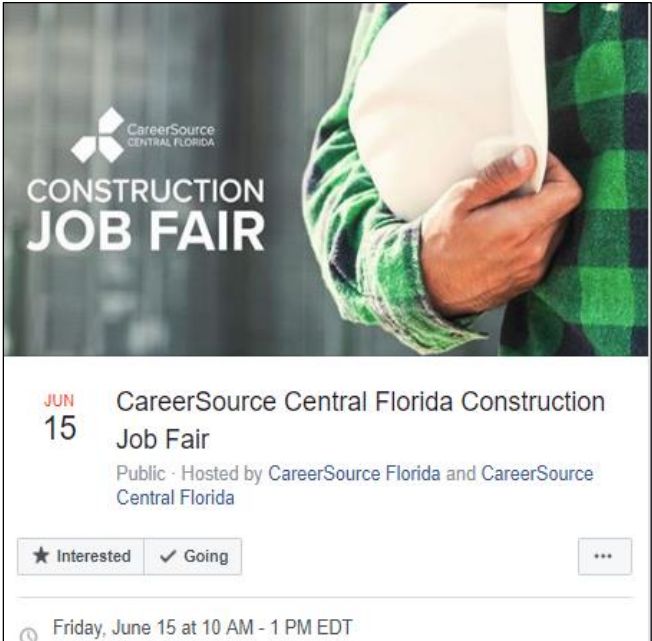 CareerSource
CENTRAL FLORIDA
CONSTRUCTION
JOB FAIR
JUN
15
CareerSource Central Florida Construction
Job Fair
Public · Hosted by CareerSource Florida and CareerSource
Central Florida
★ Interested
✓ Going
•••
Friday, June 15 at 10 AM - 1 PM EDT